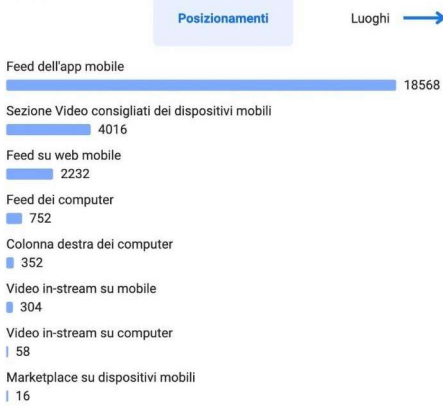 Posizionamenti
Luoghi
Feed dell'app mobile
18568
Sezione Video consigliati dei dispositivi mobili
4016
Feed su web mobile
2232
Feed dei computer
752
Colonna destra dei computer
352
Video in-stream su mobile
304
Video in-stream su computer
58
Marketplace su dispositivi mobili
16